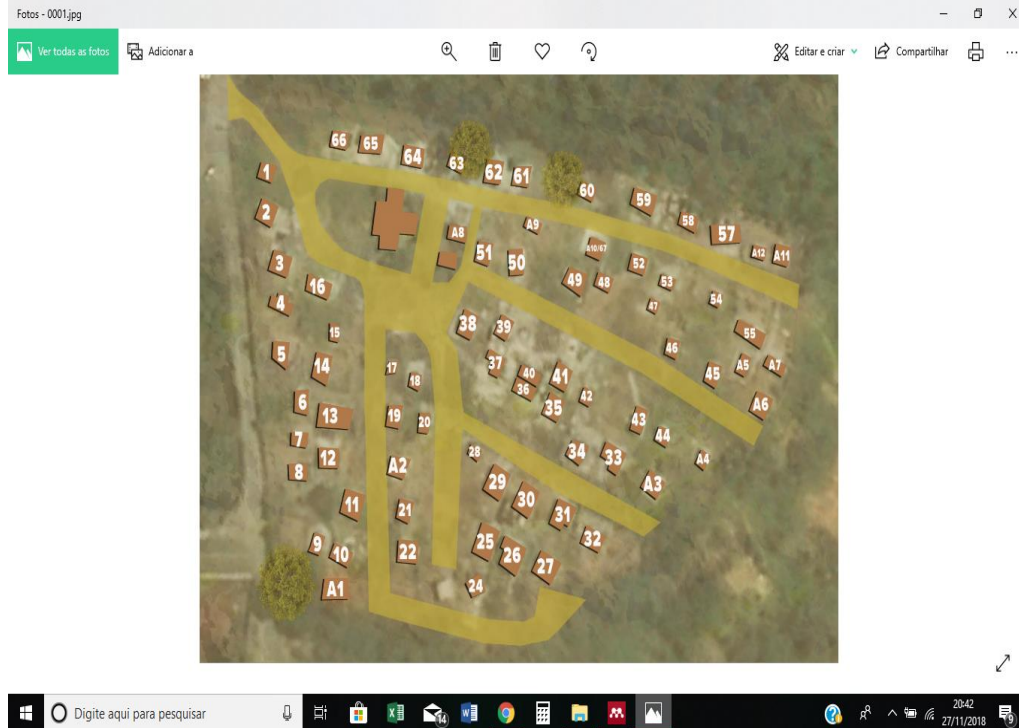 Fotos - 0001.jpg
Ver todas as fotos
Adicionar a
Editar e criar
Compartilhar
66 65 64 63 62 61 60 59 58 57 A12 A11
1
2
A8 A9
51 50 A10/67 52 53 54
3 16 49 48 47
4 38 39 55
15 37 46 45 A5 A7
5 14 17 18 40 41
36 35 42 A6
6 13 19 20 43 44
7 12 A2 28 34 33 A4
8 29 A3
11 21 30 31 32
9 10 22 25 26 27
A1 24
Digite aqui para pesquisar
14
20:42
27/11/2018
9